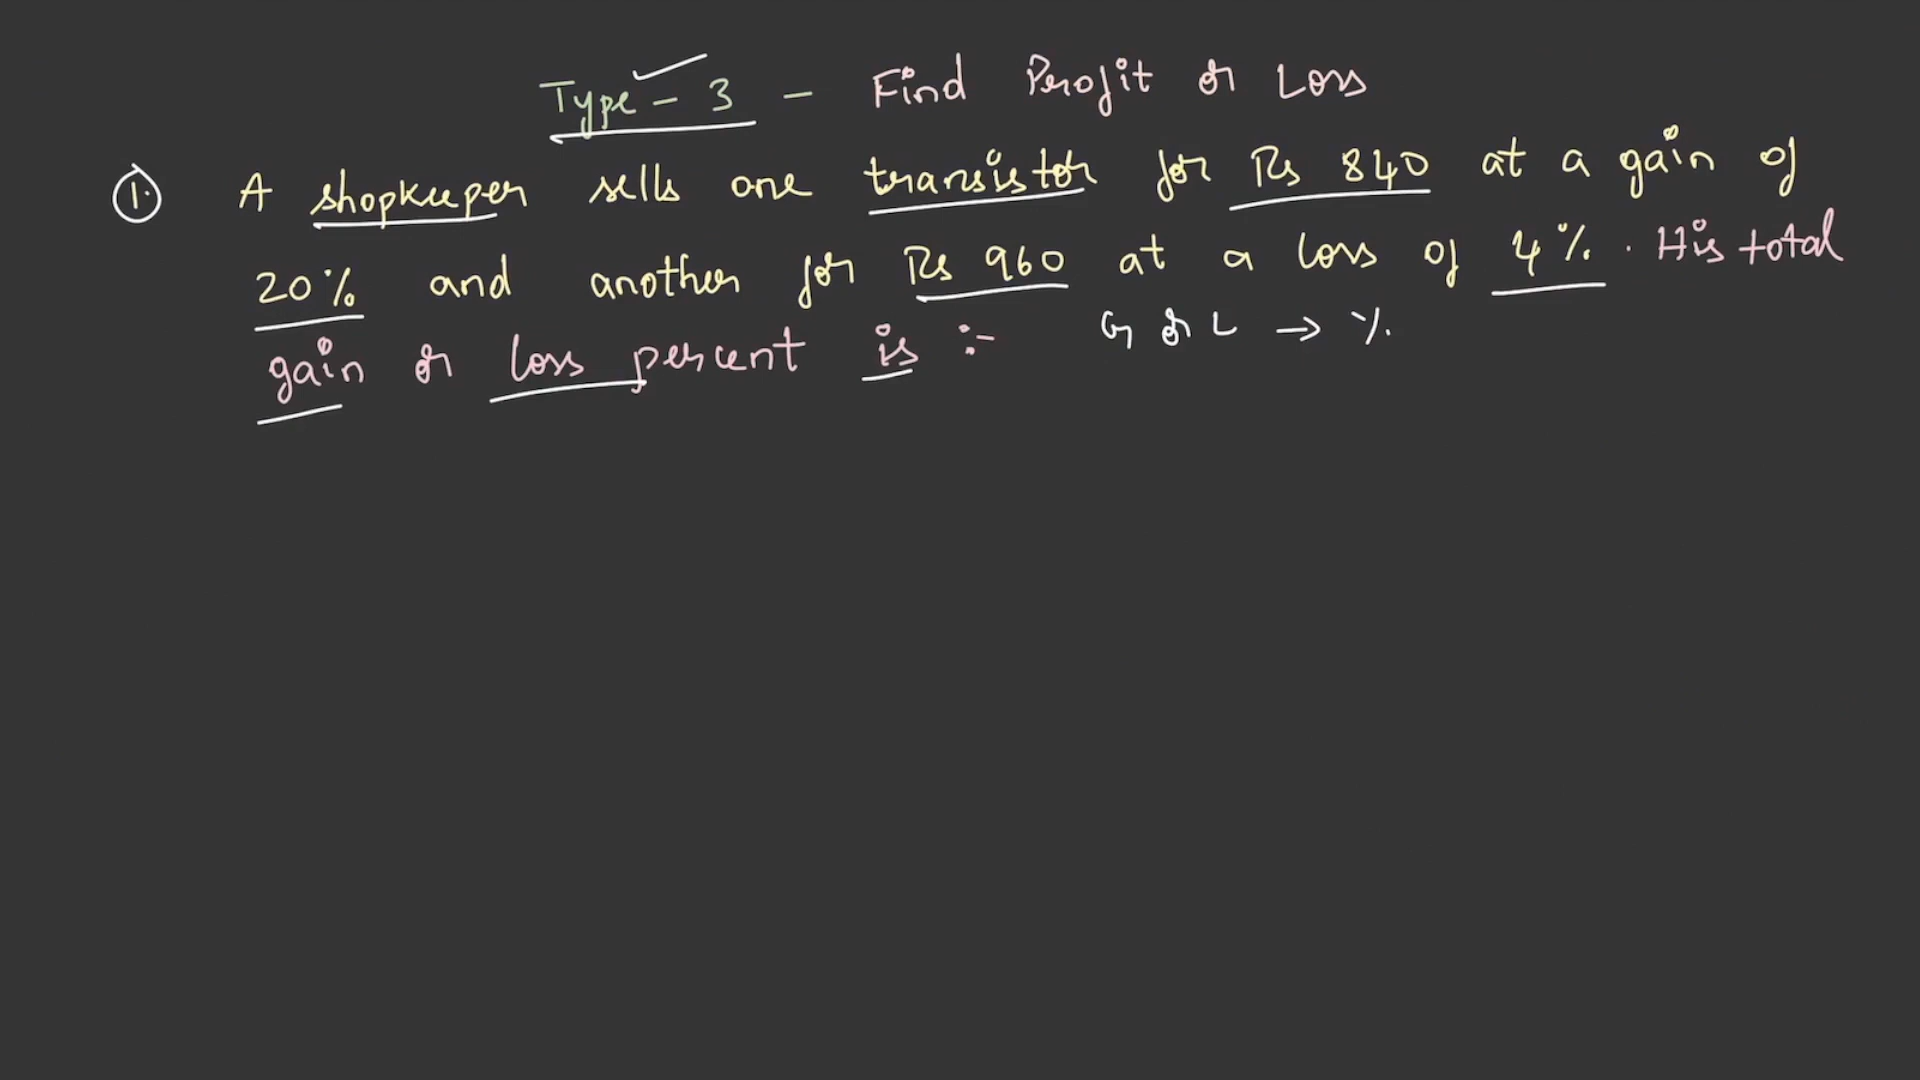 Type - 3 - Find Profit or Loss
1. A shopkeeper sells one transistor for Rs 840 at a gain of
20% and another for Rs 960 at a loss of 4%. His total
gain or loss percent is :-
G or L → %.